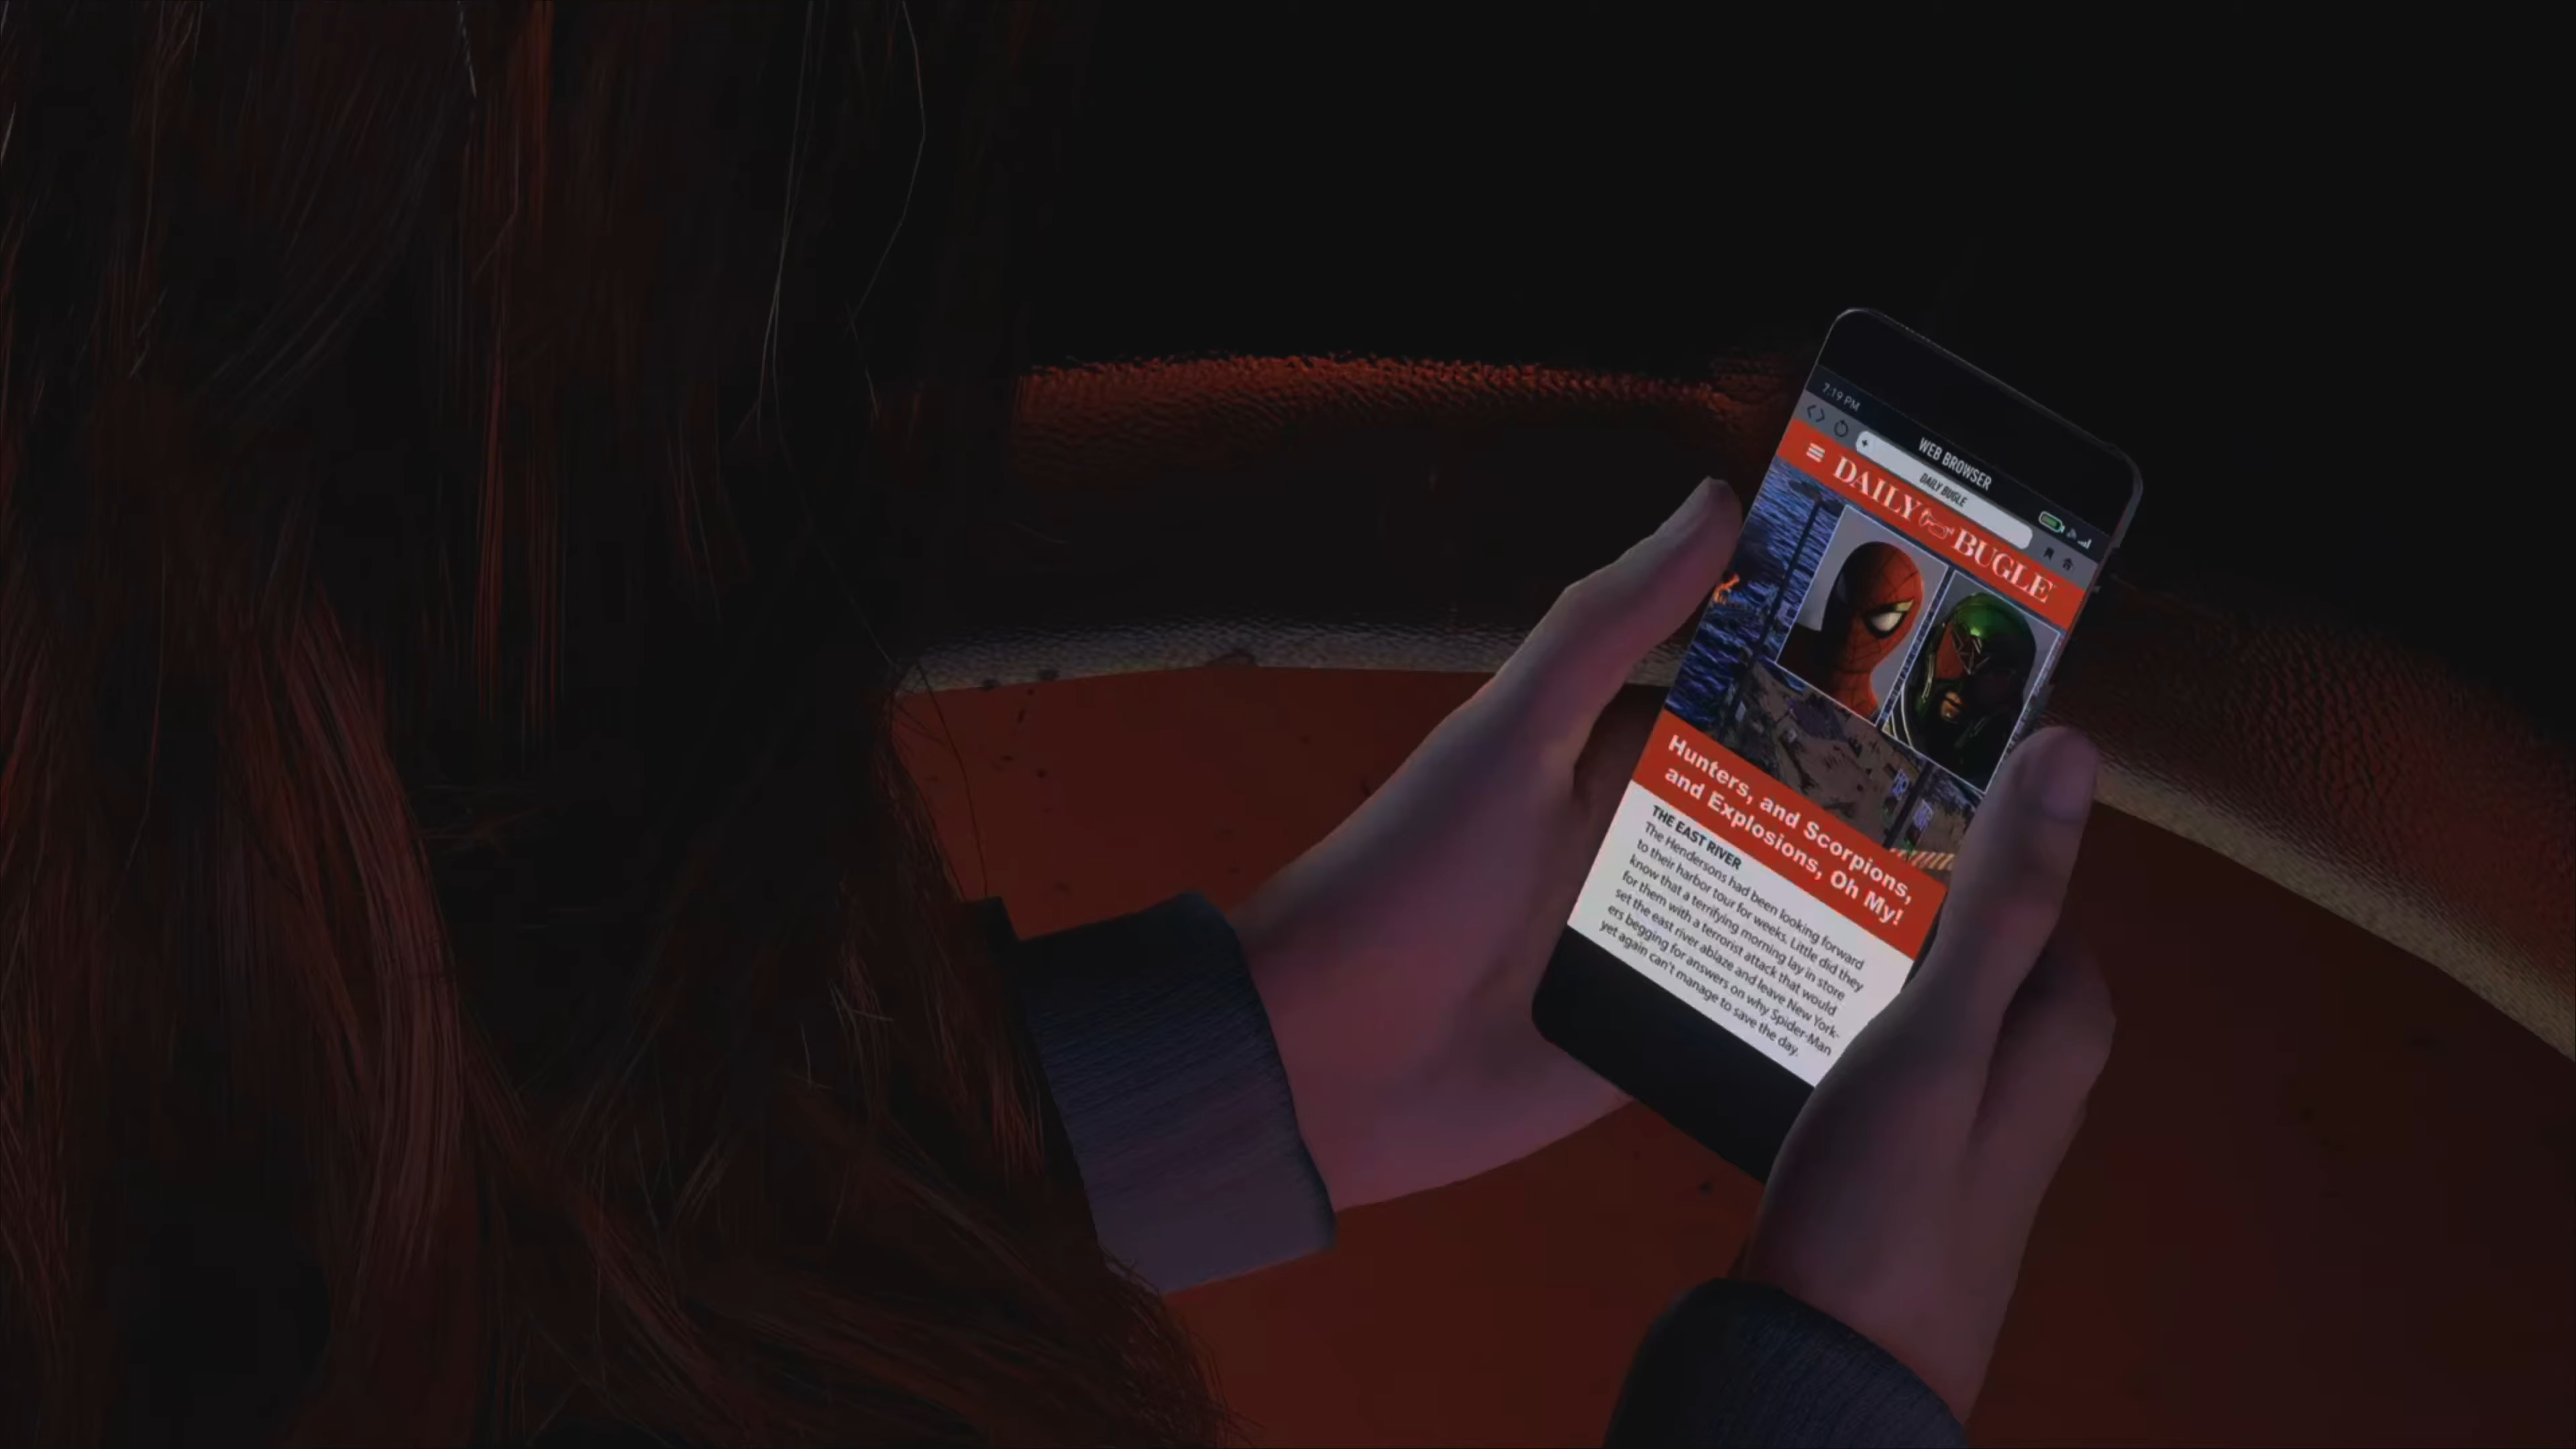 7:19 PM
WEB BROWSER
DAILY BUGLE
DAILY BUGLE
Hunters, and Scorpions,
and Explosions, Oh My!
THE EAST RIVER
The Hendersons had been looking forward
to their harbor tour for weeks. Little did they
know that a terrifying morning lay in store
for them with a terrorist attack that would
set the east river ablaze and leave New York-
ers begging for answers on why Spider-Man
yet again can't manage to save the day.